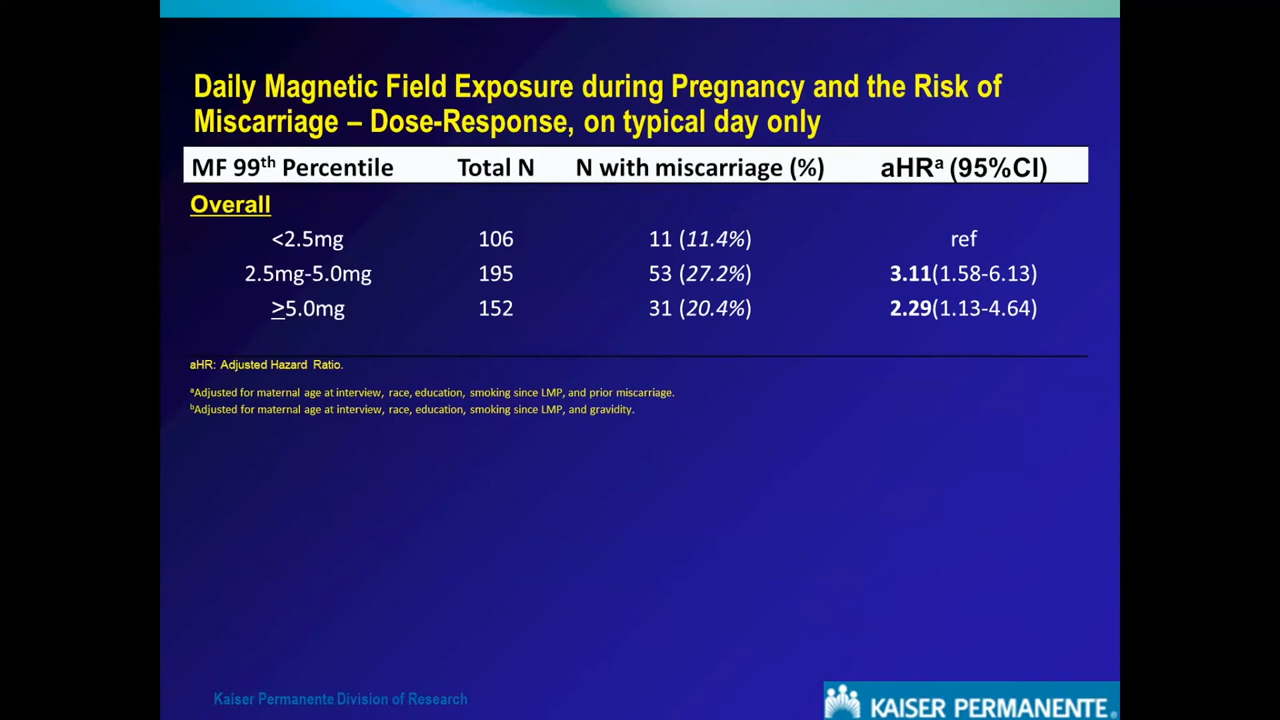 Daily Magnetic Field Exposure during Pregnancy and the Risk of
Miscarriage – Dose-Response, on typical day only
MF 99th Percentile Total N N with miscarriage (%) aHRª (95%CI)
Overall
<2.5mg 106 11 (11.4%) ref
2.5mg-5.0mg 195 53 (27.2%) 3.11(1.58-6.13)
≥5.0mg 152 31 (20.4%) 2.29(1.13-4.64)
aHR: Adjusted Hazard Ratio.
ªAdjusted for maternal age at interview, race, education, smoking since LMP, and prior miscarriage.
ᵇAdjusted for maternal age at interview, race, education, smoking since LMP, and gravidity.
Kaiser Permanente Division of Research
KAISER PERMANENTE®